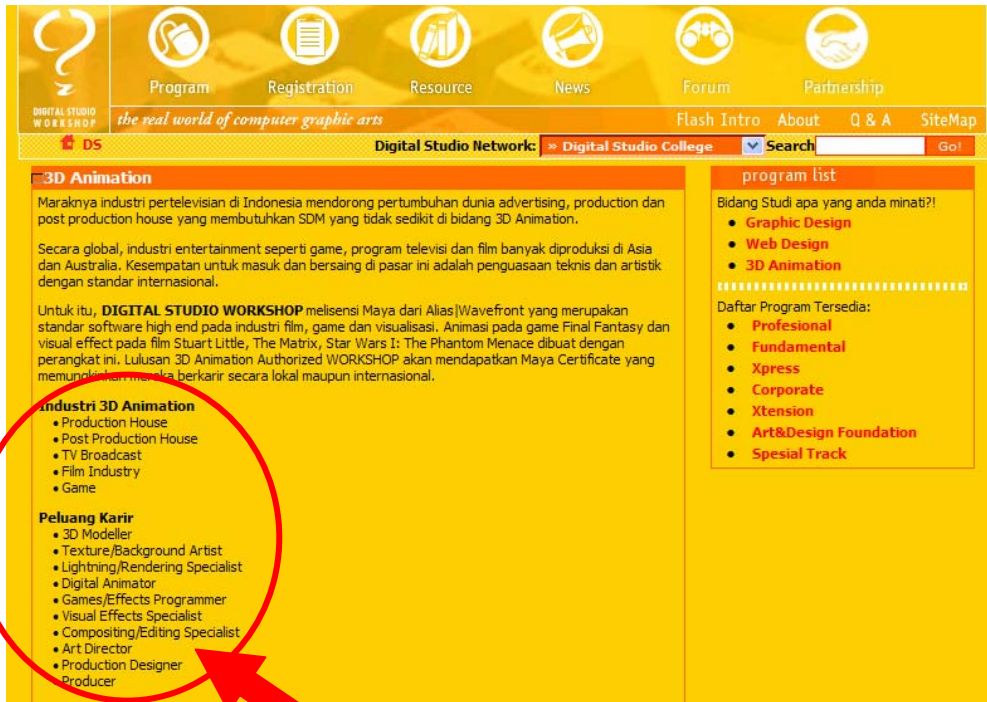 Program Registration Resource News Forum Partnership
DIGITAL STUDIO
WORKSHOP
the real world of computer graphic arts
Flash Intro About Q & A SiteMap
DS
Digital Studio Network: » Digital Studio College Search Go!
3D Animation
Maraknya industri pertelevisian di Indonesia mendorong pertumbuhan dunia advertising, production dan
post production house yang membutuhkan SDM yang tidak sedikit di bidang 3D Animation.
Secara global, industri entertainment seperti game, program televisi dan film banyak diproduksi di Asia
dan Australia. Kesempatan untuk masuk dan bersaing di pasar ini adalah penguasaan teknis dan artistik
dengan standar internasional.
Untuk itu, DIGITAL STUDIO WORKSHOP melisensi Maya dari Alias|Wavefront yang merupakan
standar software high end pada industri film, game dan visualisasi. Animasi pada game Final Fantasy dan
visual effect pada film Stuart Little, The Matrix, Star Wars I: The Phantom Menace dibuat dengan
perangkat ini. Lulusan 3D Animation Authorized WORKSHOP akan mendapatkan Maya Certificate yang
memungkinkan mereka berkarir secara lokal maupun internasional.
Industri 3D Animation
• Production House
• Post Production House
• TV Broadcast
• Film Industry
• Game
Peluang Karir
• 3D Modeller
• Texture/Background Artist
• Lightning/Rendering Specialist
• Digital Animator
• Games/Effects Programmer
• Visual Effects Specialist
• Compositing/Editing Specialist
• Art Director
• Production Designer
• Producer
program list
Bidang Studi apa yang anda minati?!
• Graphic Design
• Web Design
• 3D Animation
Daftar Program Tersedia:
• Profesional
• Fundamental
• Xpress
• Corporate
• Xtension
• Art&Design Foundation
• Spesial Track